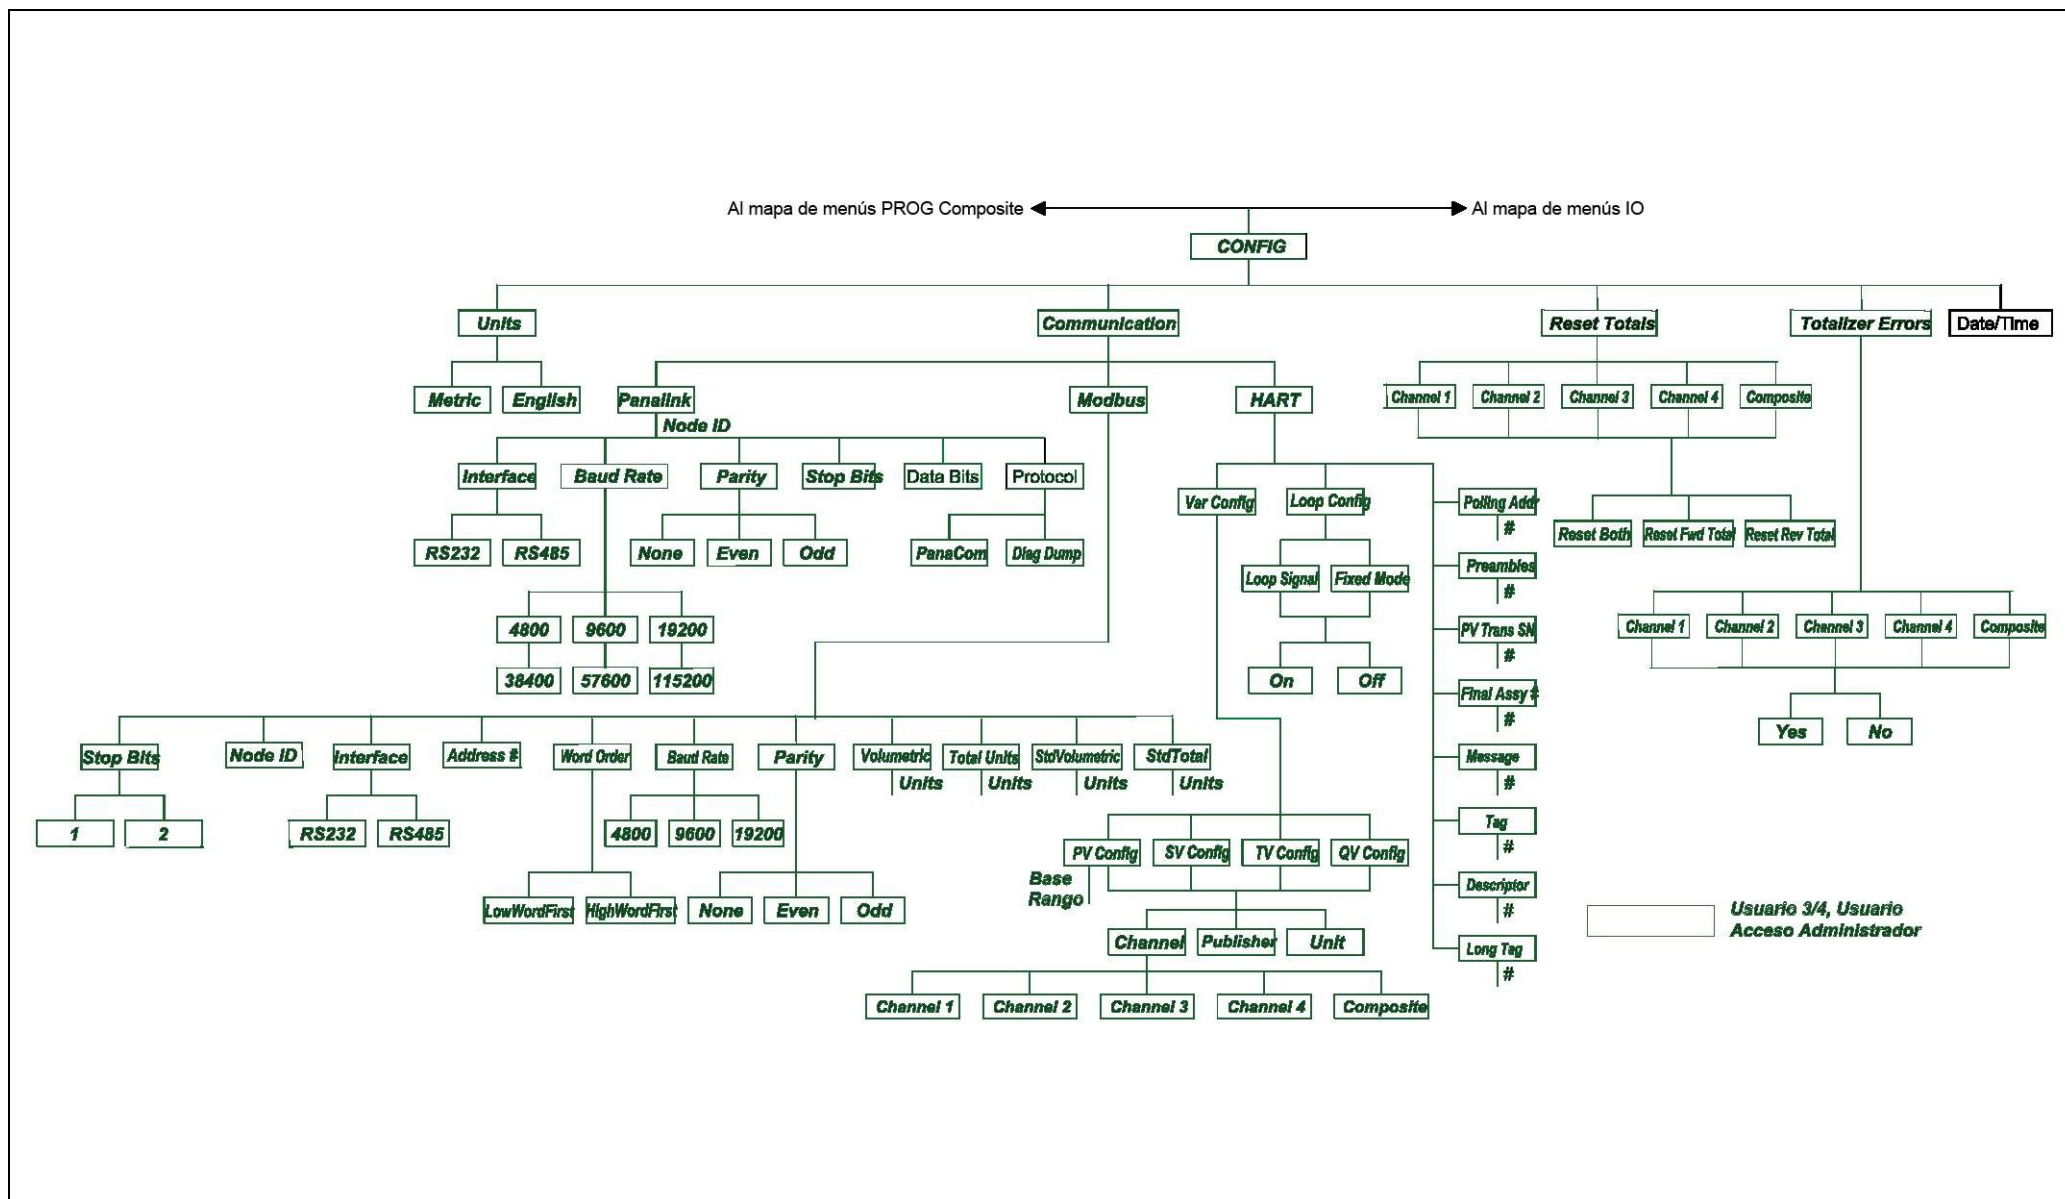 Al mapa de menús PROG Composite
Al mapa de menús IO
CONFIG
Units
Communication
Reset Totals
Totalizer Errors
Date/Time
Metric
English
Panalink
Modbus
HART
Channel 1
Channel 2
Channel 3
Channel 4
Composite
Node ID
Interface
Baud Rate
Parity
Stop Bits
Data Bits
Protocol
Var Config
Loop Config
Polling Addr
#
Reset Both
Reset Fwd Total
Reset Rev Total
RS232
RS485
None
Even
Odd
PanaCom
Diag Dump
Loop Signal
Fixed Mode
Preambles
#
4800
9600
19200
PV Trans SN
#
Channel 1
Channel 2
Channel 3
Channel 4
Composite
38400
57600
115200
On
Off
Final Assy #
#
Yes
No
Stop Bits
Node ID
Interface
Address #
Word Order
Baud Rate
Parity
Volumetric
Total Units
StdVolumetric
StdTotal
Units
Units
Units
Units
Message
#
1
2
RS232
RS485
4800
9600
19200
Tag
#
PV Config
SV Config
TV Config
QV Config
Base
Rango
Descriptor
#
LowWordFirst
HighWordFirst
None
Even
Odd
Usuario 3/4, Usuario
Acceso Administrador
Channel
Publisher
Unit
Long Tag
#
Channel 1
Channel 2
Channel 3
Channel 4
Composite